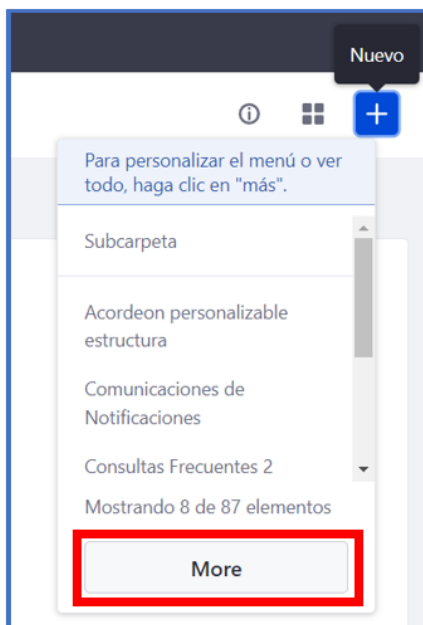 Nuevo
Para personalizar el menú o ver
todo, haga clic en "más".
Subcarpeta
Acordeon personalizable
estructura
Comunicaciones de
Notificaciones
Consultas Frecuentes 2
Mostrando 8 de 87 elementos
More